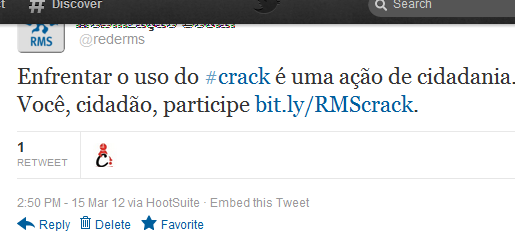 # Discover
Search
RMS
@rederms
Enfrentar o uso do #crack é uma ação de cidadania.
Você, cidadão, participe bit.ly/RMScrack.
1
RETWEET
2:50 PM - 15 Mar 12 via HootSuite · Embed this Tweet
Reply Delete Favorite